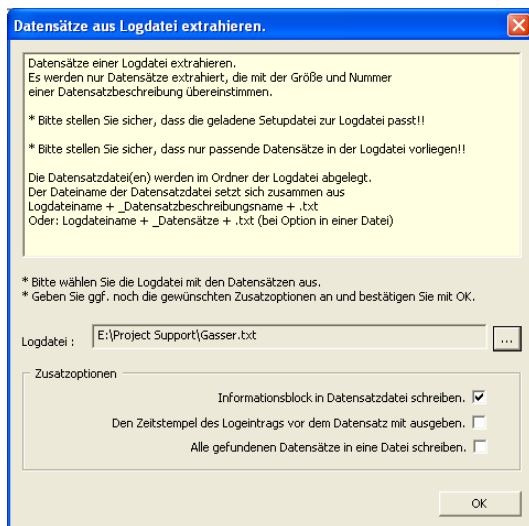 Datensätze aus Logdatei extrahieren.
Datensätze einer Logdatei extrahieren.
Es werden nur Datensätze extrahiert, die mit der Größe und Nummer
einer Datensatzbeschreibung übereinstimmen.
* Bitte stellen Sie sicher, dass die geladene Setupdatei zur Logdatei passt!!
* Bitte stellen Sie sicher, dass nur passende Datensätze in der Logdatei vorliegen!!
Die Datensatzdatei(en) werden im Ordner der Logdatei abgelegt.
Der Dateiname der Datensatzdatei setzt sich zusammen aus
Logdateiname + _Datensatzbeschreibungsname + .txt
Oder: Logdateiname + _Datensätze + .txt (bei Option in einer Datei)
* Bitte wählen Sie die Logdatei mit den Datensätzen aus.
* Geben Sie ggf. noch die gewünschten Zusatzoptionen an und bestätigen Sie mit OK.
Logdatei : E:\Project Support\Gasser.txt ...
Zusatzoptionen
Informationsblock in Datensatzdatei schreiben.
Den Zeitstempel des Logeintrags vor dem Datensatz mit ausgeben.
Alle gefundenen Datensätze in eine Datei schreiben.
OK